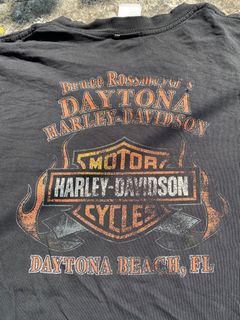 Bruce Rossmeyer's
DAYTONA
HARLEY-DAVIDSON
MOTOR
HARLEY-DAVIDSON
CYCLES
DAYTONA BEACH, FL